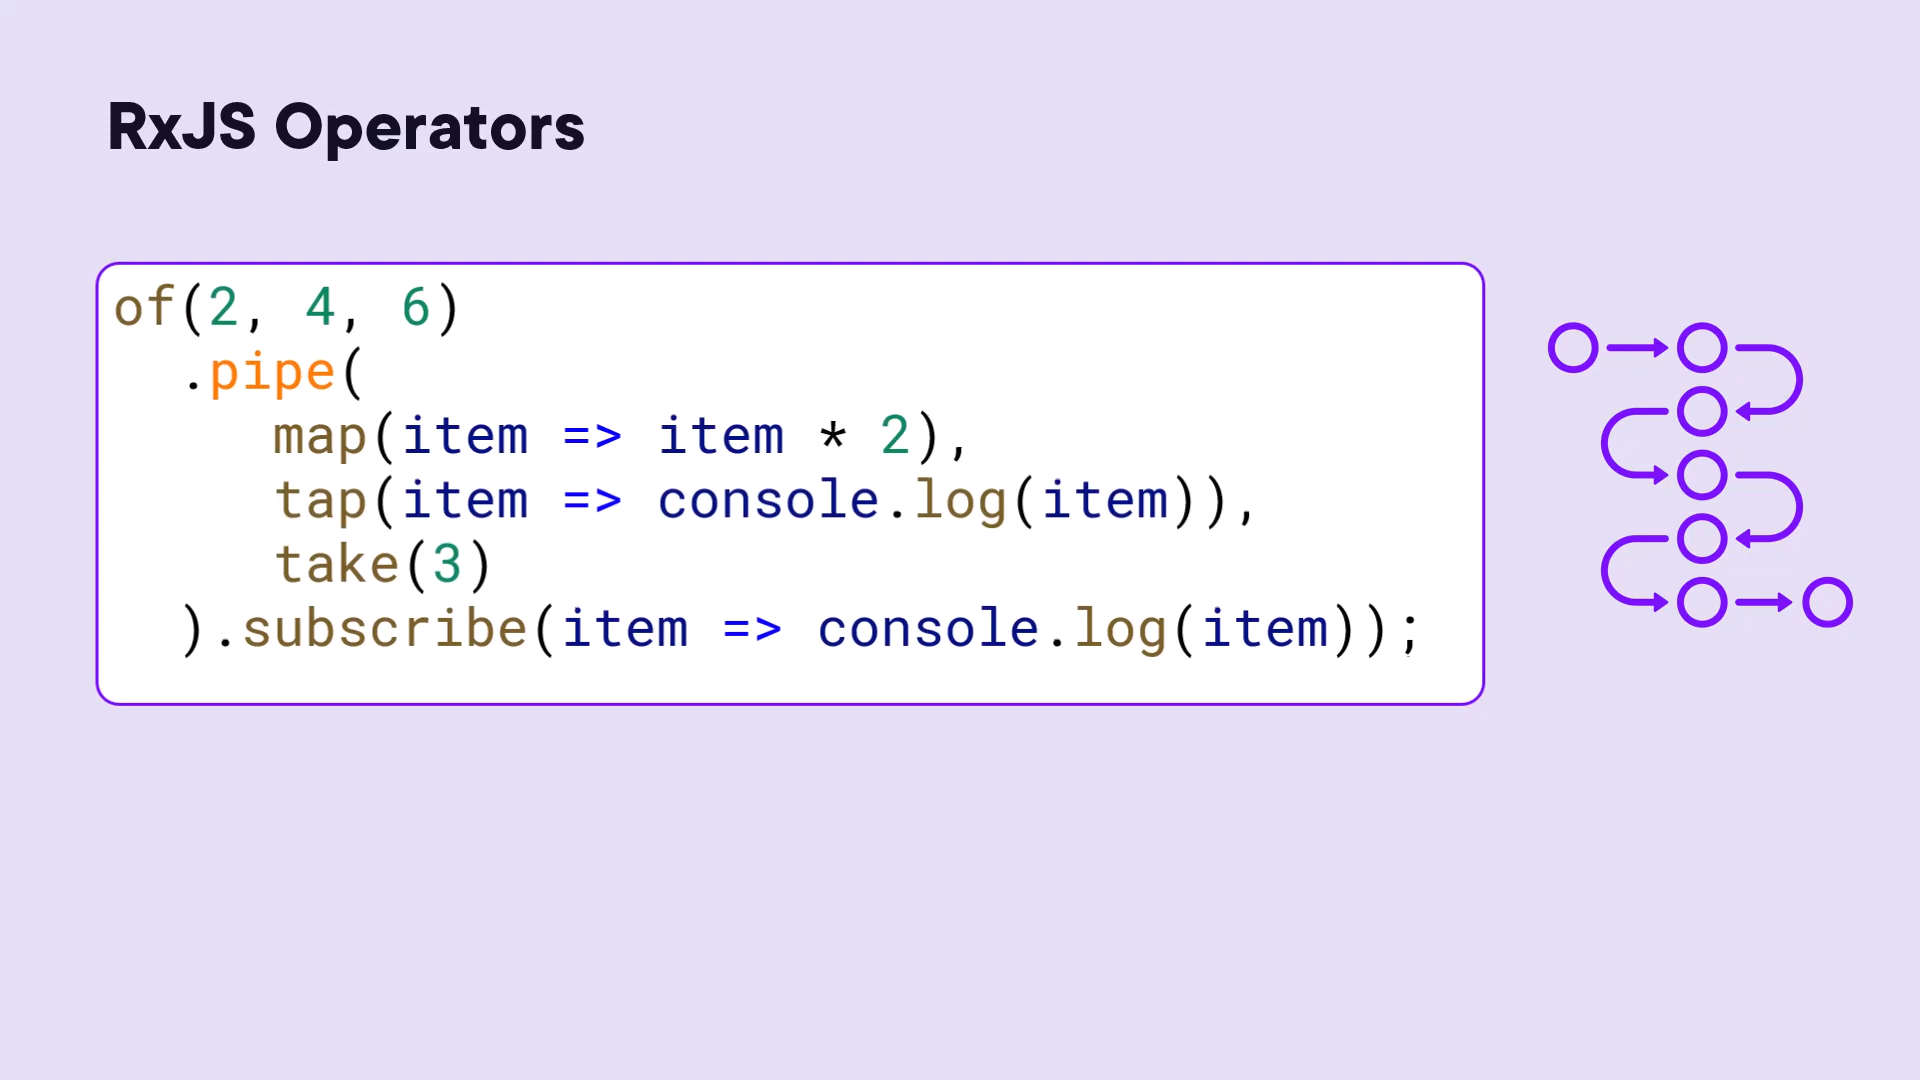 RxJS Operators
of(2, 4, 6)
  .pipe(
     map(item => item * 2),
     tap(item => console.log(item)),
     take(3)
  ).subscribe(item => console.log(item));